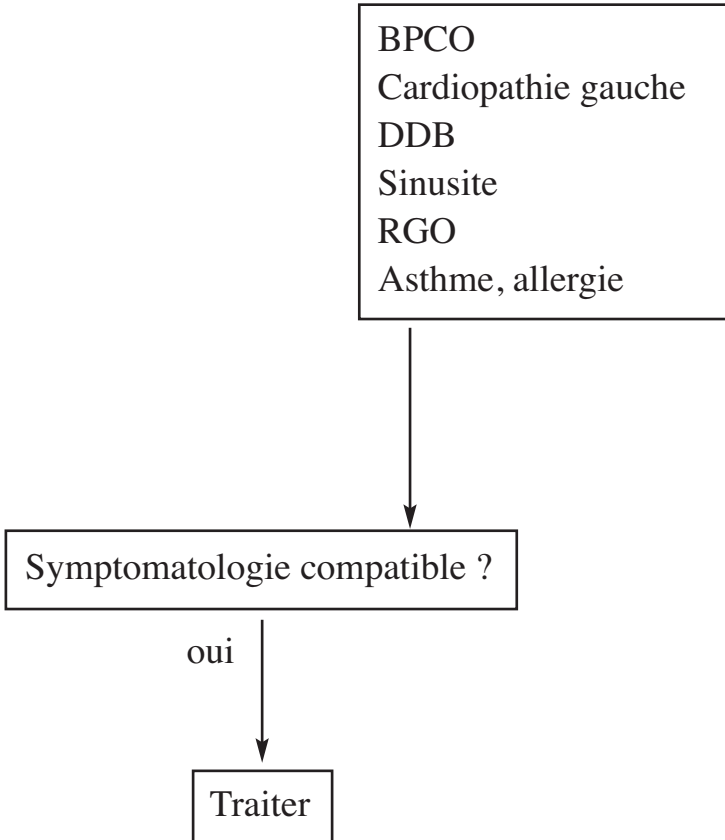 BPCO
Cardiopathie gauche
DDB
Sinusite
RGO
Asthme, allergie
Symptomatologie compatible ?
oui
Traiter